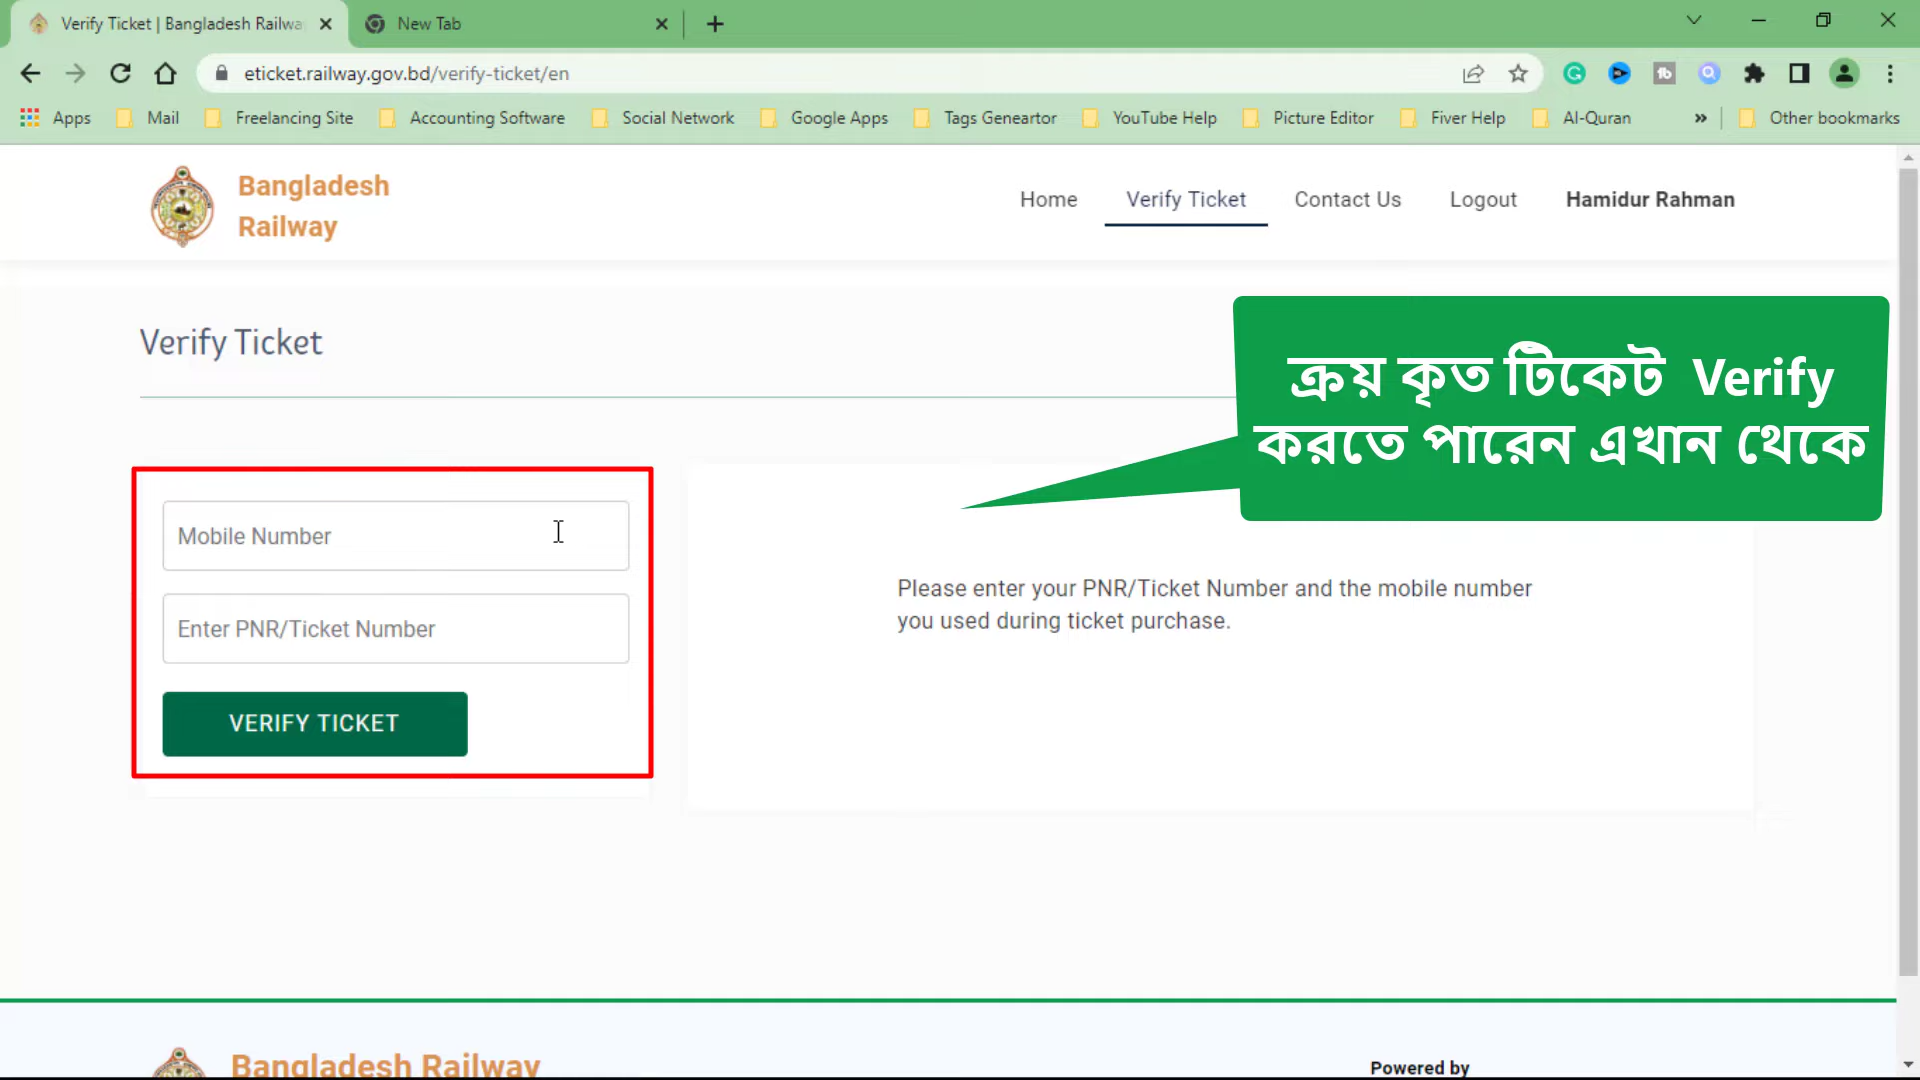 Verify Ticket | Bangladesh Railwa
New Tab
eticket.railway.gov.bd/verify-ticket/en
Apps
Mail
Freelancing Site
Accounting Software
Social Network
Google Apps
Tags Geneartor
YouTube Help
Picture Editor
Fiver Help
Al-Quran
»
Other bookmarks
Bangladesh
Railway
Home
Verify Ticket
Contact Us
Logout
Hamidur Rahman
Verify Ticket
ক্রয় কৃত টিকেট Verify
করতে পারেন এখান থেকে
Mobile Number
Enter PNR/Ticket Number
VERIFY TICKET
Please enter your PNR/Ticket Number and the mobile number
you used during ticket purchase.
Bangladesh Railway
Powered by